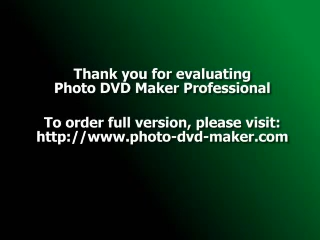 Thank you for evaluating
Photo DVD Maker Professional
To order full version, please visit:
http://www.photo-dvd-maker.com